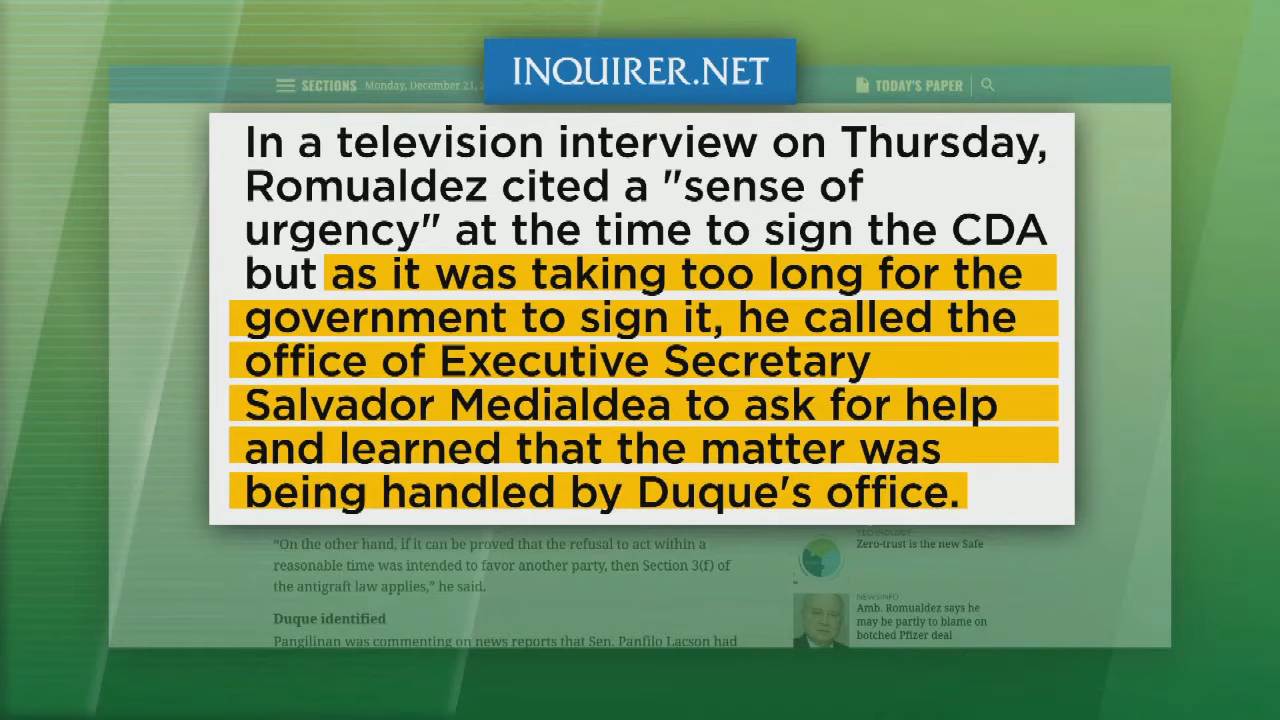 INQUIRER.NET
SECTIONS Monday, December 21,
TODAY'S PAPER
In a television interview on Thursday,
Romualdez cited a "sense of
urgency" at the time to sign the CDA
but as it was taking too long for the
government to sign it, he called the
office of Executive Secretary
Salvador Medialdea to ask for help
and learned that the matter was
being handled by Duque's office.
“On the other hand, if it can be proved that the refusal to act within a
reasonable time was intended to favor another party, then Section 3(f) of
the antigraft law applies,” he said.
Duque identified
Pangilinan was commenting on news reports that Sen. Panfilo Lacson had
TECHNOLOGY
Zero-trust is the new Safe
NEWSINFO
Amb. Romualdez says he
may be partly to blame on
botched Pfizer deal